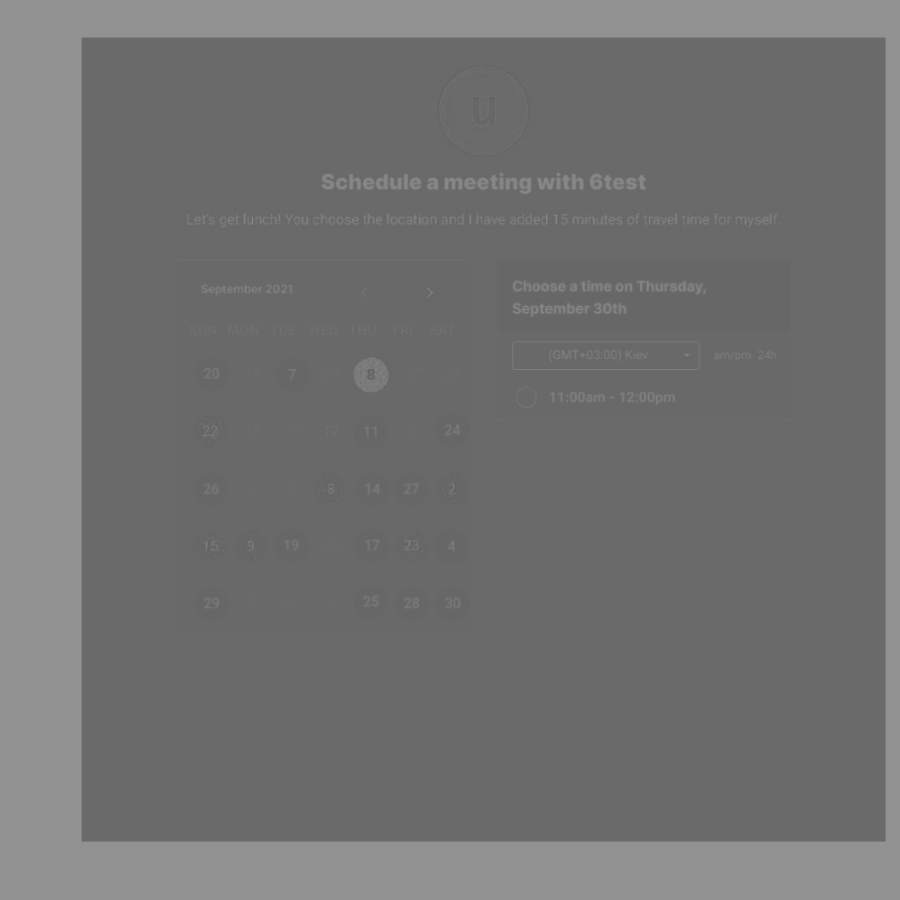 u
Schedule a meeting with 6test
Let's get lunch! You choose the location and I have added 15 minutes of travel time for myself.
September 2021
SUN MON TUE WED THU FRI SAT
20 7 8
22 12 11 24
26 8 14 27 2
15 9 19 17 23 4
29 25 28 30
Choose a time on Thursday,
September 30th
(GMT+03:00) Kiev am/pm 24h
11:00am - 12:00pm